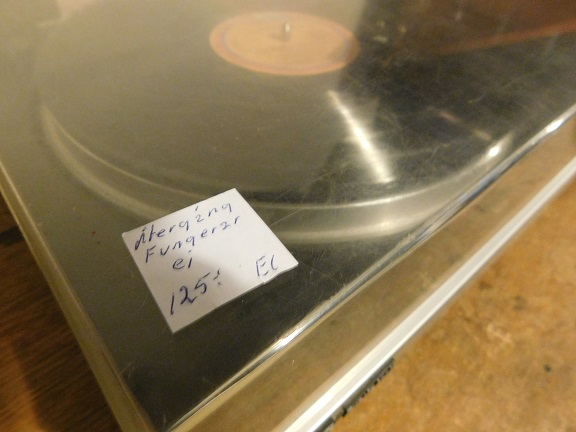 Återgång
Fungerar
ej
125:
EC